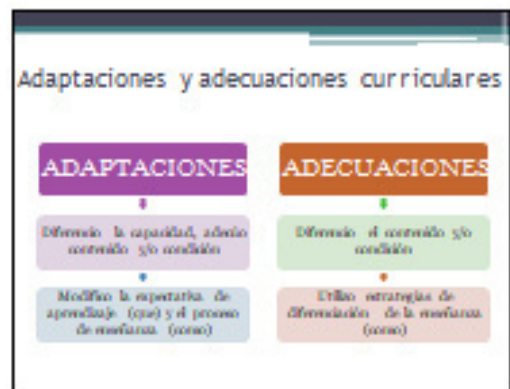 Adaptaciones y adecuaciones curriculares
ADAPTACIONES
Diferencio la capacidad, además
contenido y/o condición
Modifico la expectativa de
aprendizaje (que) y el proceso
de enseñanza (como)
ADECUACIONES
Diferencio el contenido y/o
condición
Utilizo estrategias de
diferenciación de la enseñanza
(como)